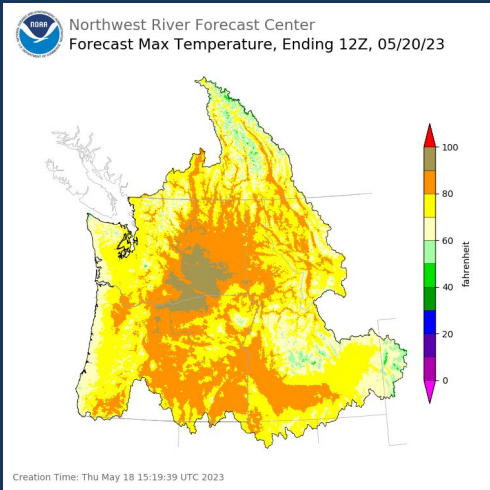 NOAA
Northwest River Forecast Center
Forecast Max Temperature, Ending 12Z, 05/20/23
100
80
60
40
20
0
fahrenheit
Creation Time: Thu May 18 15:19:39 UTC 2023